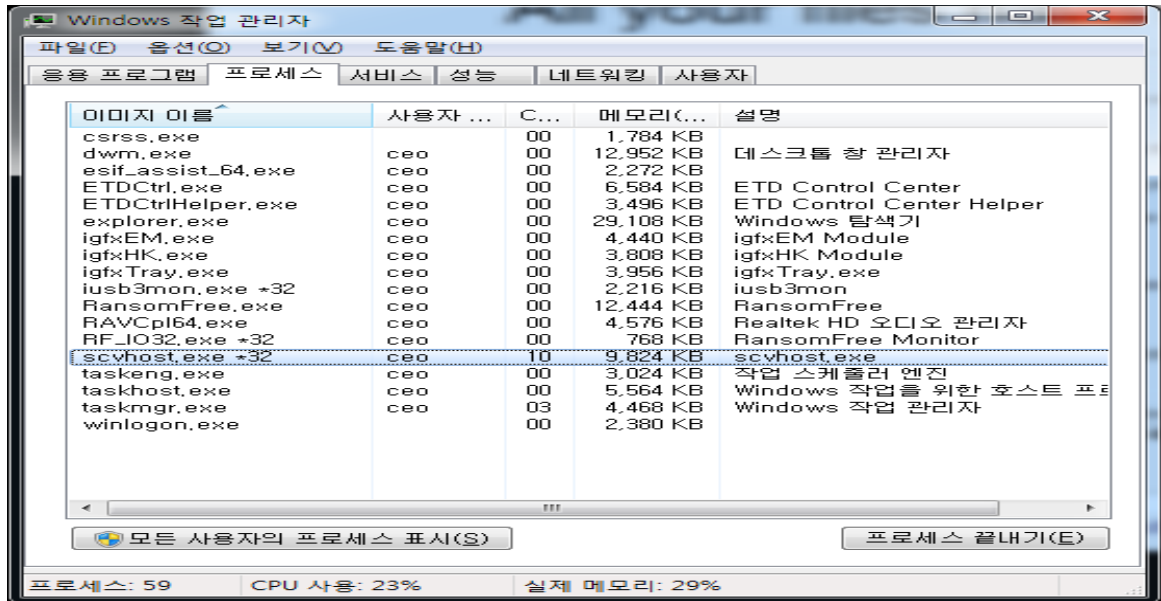 Windows 작업 관리자
All your files
파일(F) 옵션(O) 보기(V) 도움말(H)
응용 프로그램 프로세스 서비스 성능 네트워킹 사용자
이미지 이름 사용자 ... C... 메모리(... 설명
csrss.exe 00 1,784 KB
dwm.exe ceo 00 12,952 KB 데스크톱 창 관리자
esif_assist_64.exe ceo 00 2,272 KB
ETDCtrl.exe ceo 00 6,584 KB ETD Control Center
ETDCtrlHelper.exe ceo 00 3,496 KB ETD Control Center Helper
explorer.exe ceo 00 29,108 KB Windows 탐색기
igfxEM.exe ceo 00 4,440 KB igfxEM Module
igfxHK.exe ceo 00 3,808 KB igfxHK Module
igfxTray.exe ceo 00 3,956 KB igfxTray.exe
iusb3mon.exe *32 ceo 00 2,216 KB iusb3mon
RansomFree.exe ceo 00 12,444 KB RansomFree
RAVCpl64.exe ceo 00 4,576 KB Realtek HD 오디오 관리자
RF_IO32.exe *32 ceo 00 768 KB RansomFree Monitor
scvhost.exe *32 ceo 10 9,824 KB scvhost.exe
taskeng.exe ceo 00 3,024 KB 작업 스케줄러 엔진
taskhost.exe ceo 00 5,564 KB Windows 작업을 위한 호스트 프로
taskmgr.exe ceo 03 4,468 KB Windows 작업 관리자
winlogon.exe 00 2,380 KB
모든 사용자의 프로세스 표시(S) 프로세스 끝내기(E)
프로세스: 59 CPU 사용: 23% 실제 메모리: 29%